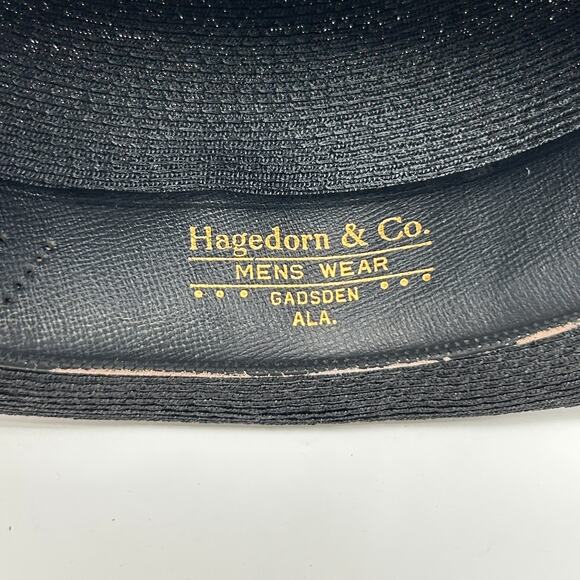 Hagedorn & Co.
MENS WEAR
GADSDEN
ALA.